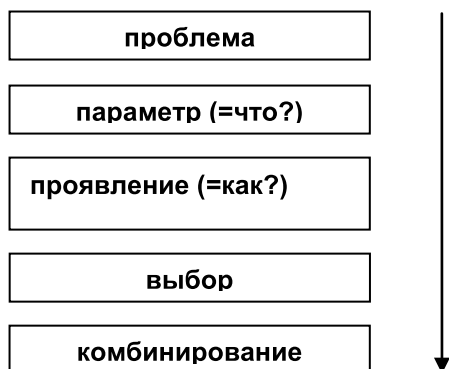 проблема
параметр (=что?)
проявление (=как?)
выбор
комбинирование